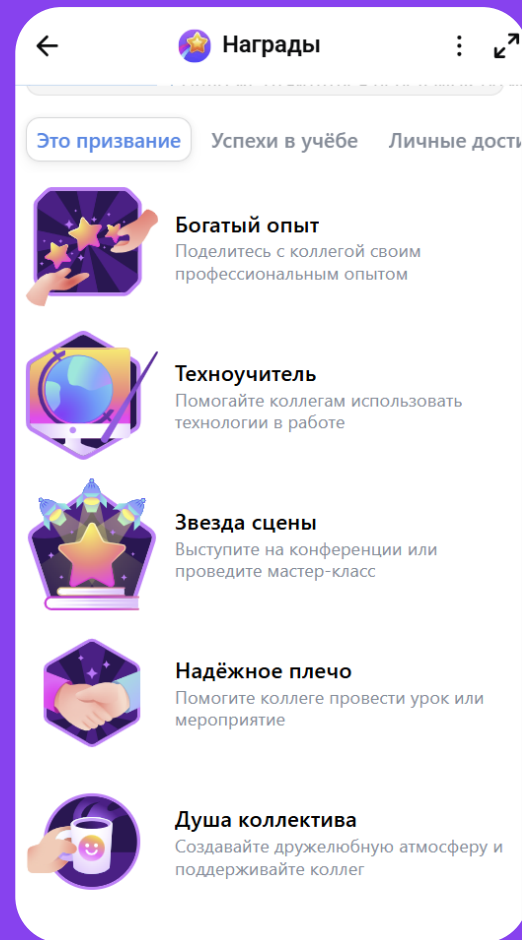 Награды
Это призвание
Успехи в учёбе
Личные дости
Богатый опыт
Поделитесь с коллегой своим
профессиональным опытом
Техноучитель
Помогайте коллегам использовать
технологии в работе
Звезда сцены
Выступите на конференции или
проведите мастер-класс
Надёжное плечо
Помогите коллеге провести урок или
мероприятие
Душа коллектива
Создавайте дружелюбную атмосферу и
поддерживайте коллег